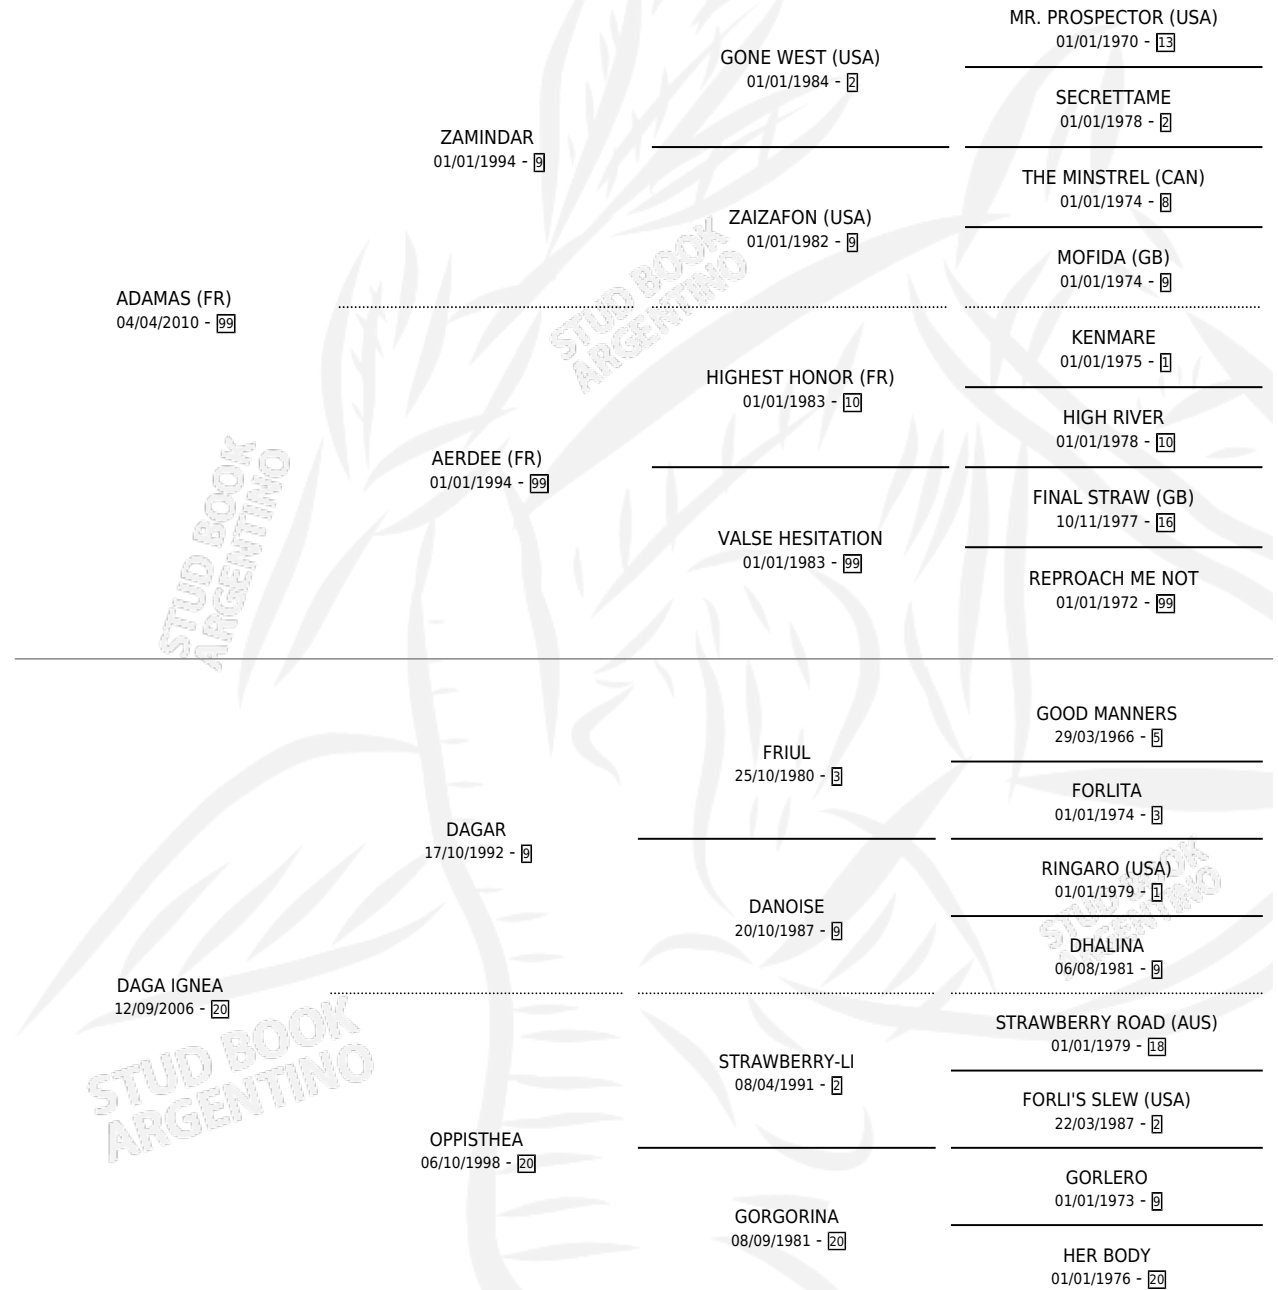 MR. PROSPECTOR (USA)
01/01/1970 - 13
GONE WEST (USA)
01/01/1984 - 2
SECRETTAME
01/01/1978 - 2
ZAMINDAR
01/01/1994 - 9
THE MINSTREL (CAN)
01/01/1974 - 8
ZAIZAFON (USA)
01/01/1982 - 9
MOFIDA (GB)
01/01/1974 - 9
ADAMAS (FR)
04/04/2010 - 99
KENMARE
01/01/1975 - 1
HIGHEST HONOR (FR)
01/01/1983 - 10
HIGH RIVER
01/01/1978 - 10
AERDEE (FR)
01/01/1994 - 99
FINAL STRAW (GB)
10/11/1977 - 16
VALSE HESITATION
01/01/1983 - 99
REPROACH ME NOT
01/01/1972 - 99
GOOD MANNERS
29/03/1966 - 5
FRIUL
25/10/1980 - 3
FORLITA
01/01/1974 - 3
DAGAR
17/10/1992 - 9
RINGARO (USA)
01/01/1979 - 1
DANOISE
20/10/1987 - 9
DHALINA
06/08/1981 - 9
DAGA IGNEA
12/09/2006 - 20
STRAWBERRY ROAD (AUS)
01/01/1979 - 18
STRAWBERRY-LI
08/04/1991 - 2
FORLI'S SLEW (USA)
22/03/1987 - 2
OPPISTHEA
06/10/1998 - 20
GORLERO
01/01/1973 - 9
GORGORINA
08/09/1981 - 20
HER BODY
01/01/1976 - 20
STUD BOOK
ARGENTINO
STUD BOOK
ARGENTINO
STUD BOOK
ARGENTINO
STUD BOOK
ARGENTINO